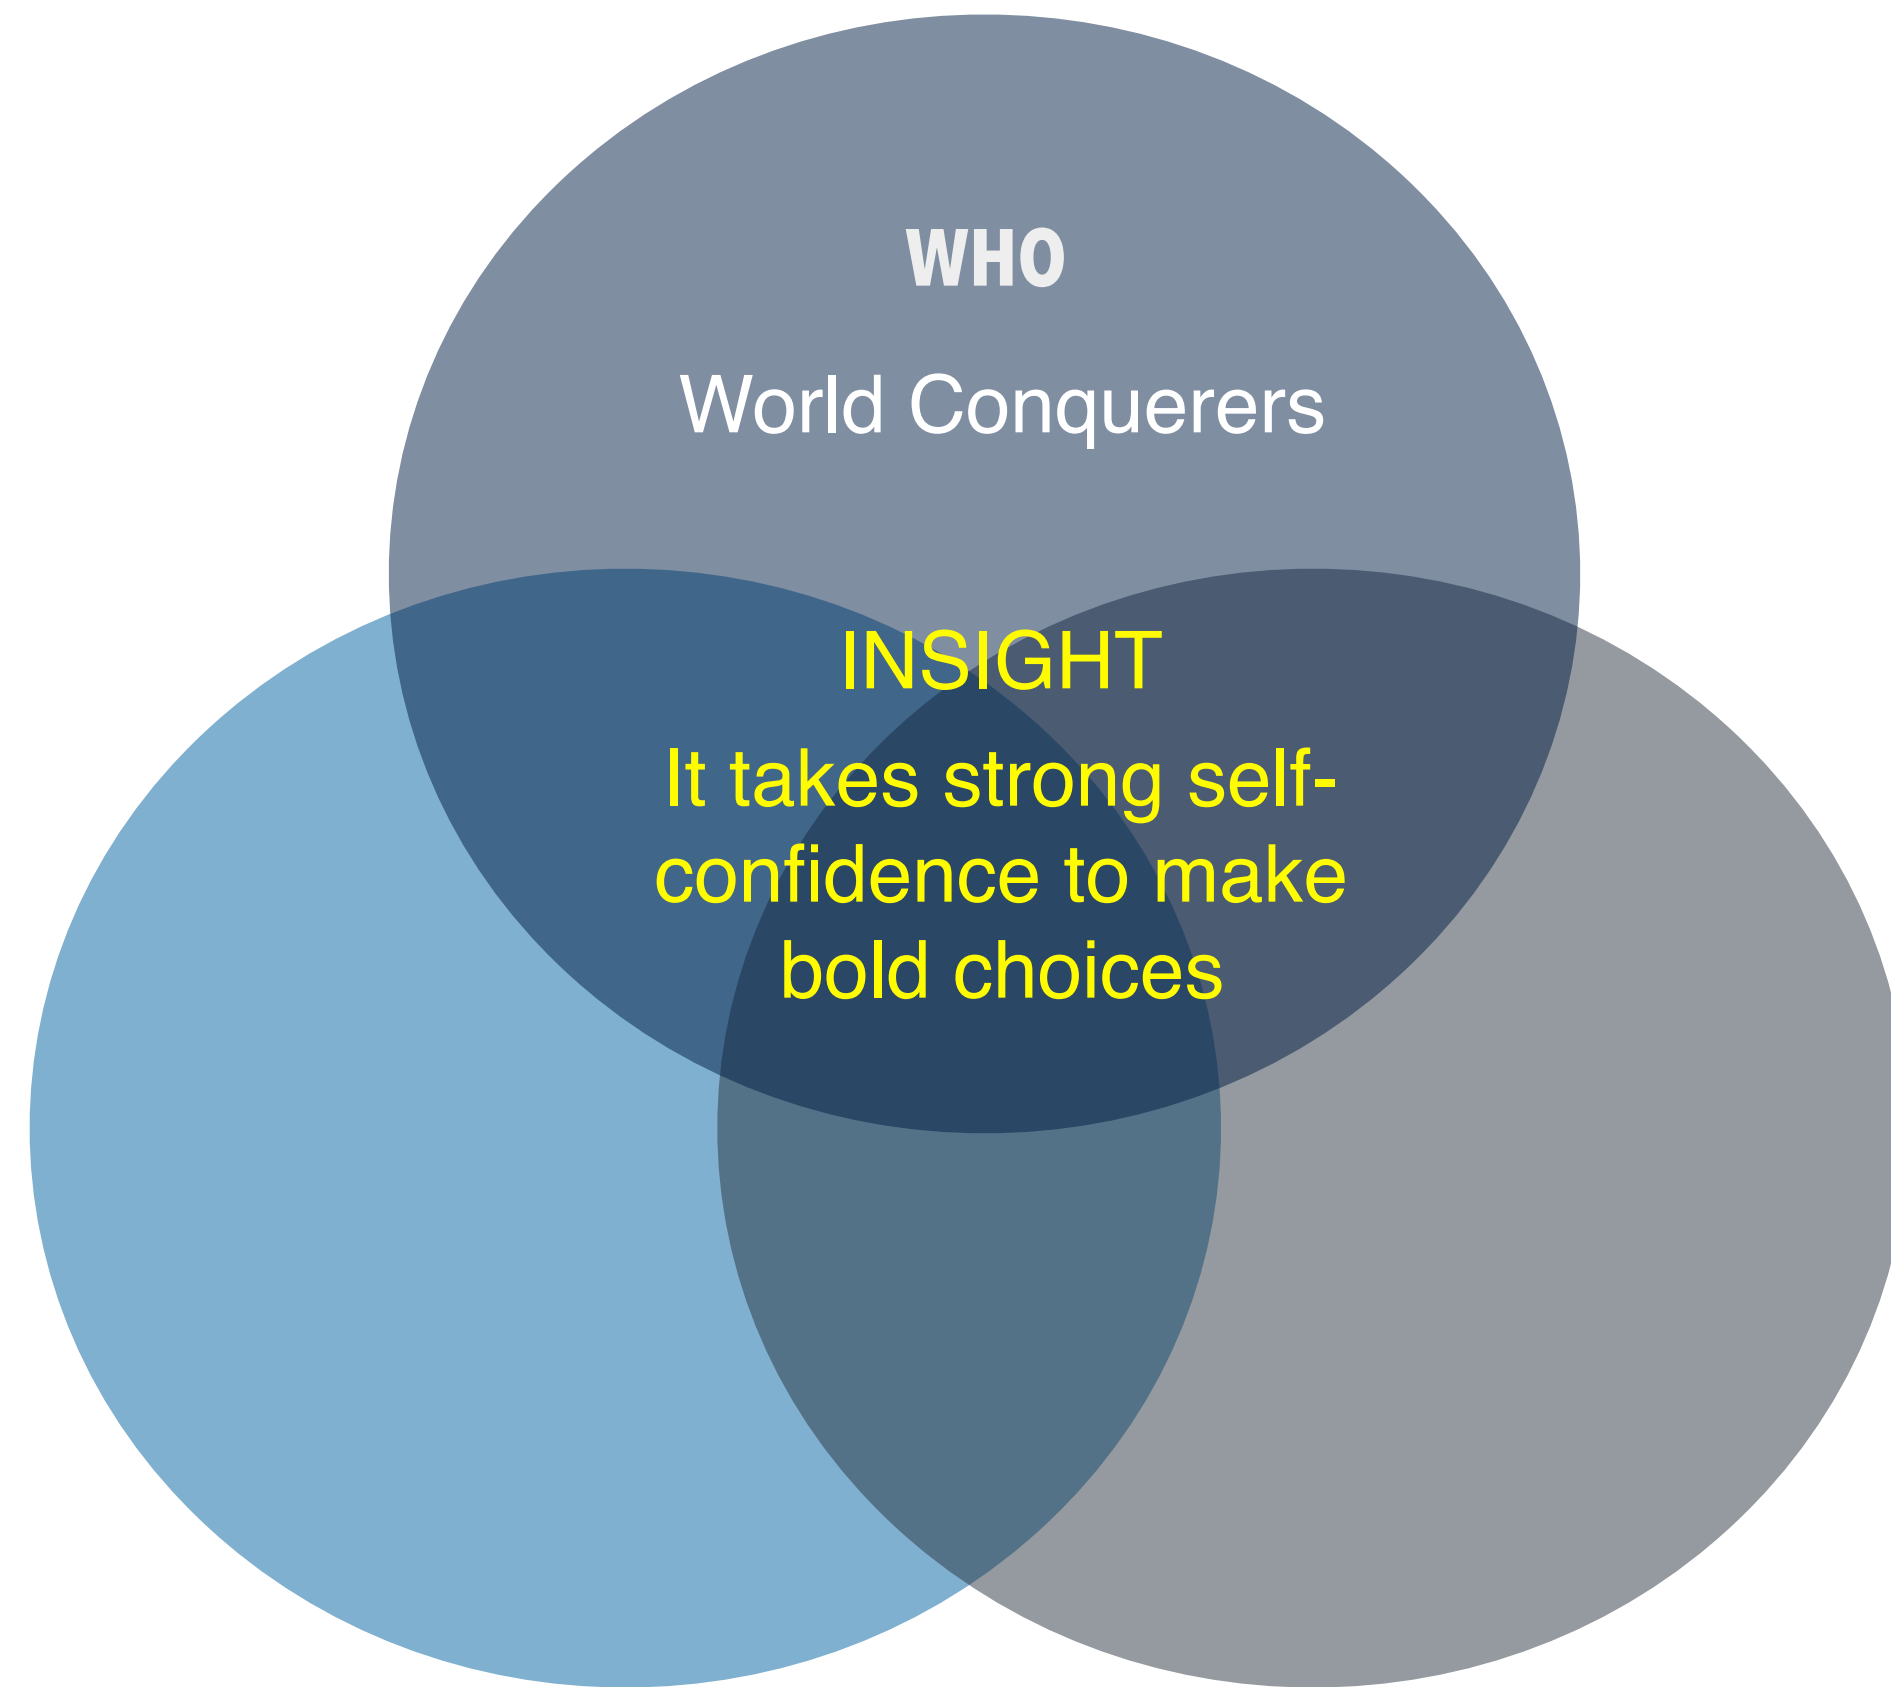 WHO
World Conquerers
INSIGHT
It takes strong self-
confidence to make
bold choices